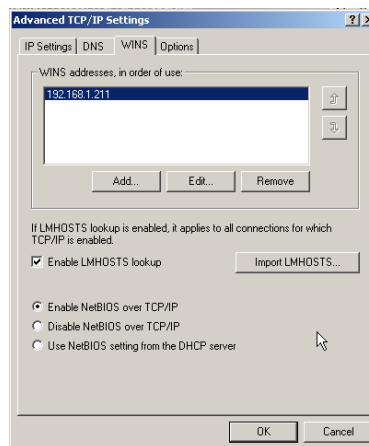 Advanced TCP/IP Settings
IP Settings DNS WINS Options
WINS addresses, in order of use:
192.168.1.211
Add... Edit... Remove
If LMHOSTS lookup is enabled, it applies to all connections for which
TCP/IP is enabled.
Enable LMHOSTS lookup Import LMHOSTS...
Enable NetBIOS over TCP/IP
Disable NetBIOS over TCP/IP
Use NetBIOS setting from the DHCP server
OK Cancel